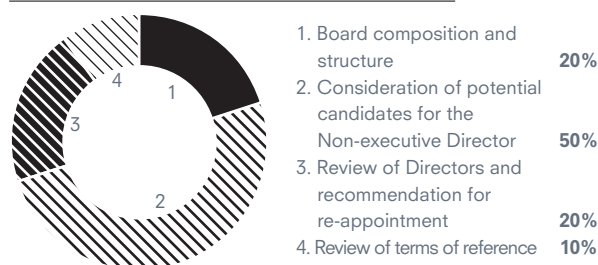 4
1
3
2
1. Board composition and
structure 20%
2. Consideration of potential
candidates for the
Non-executive Director 50%
3. Review of Directors and
recommendation for
re-appointment 20%
4. Review of terms of reference 10%